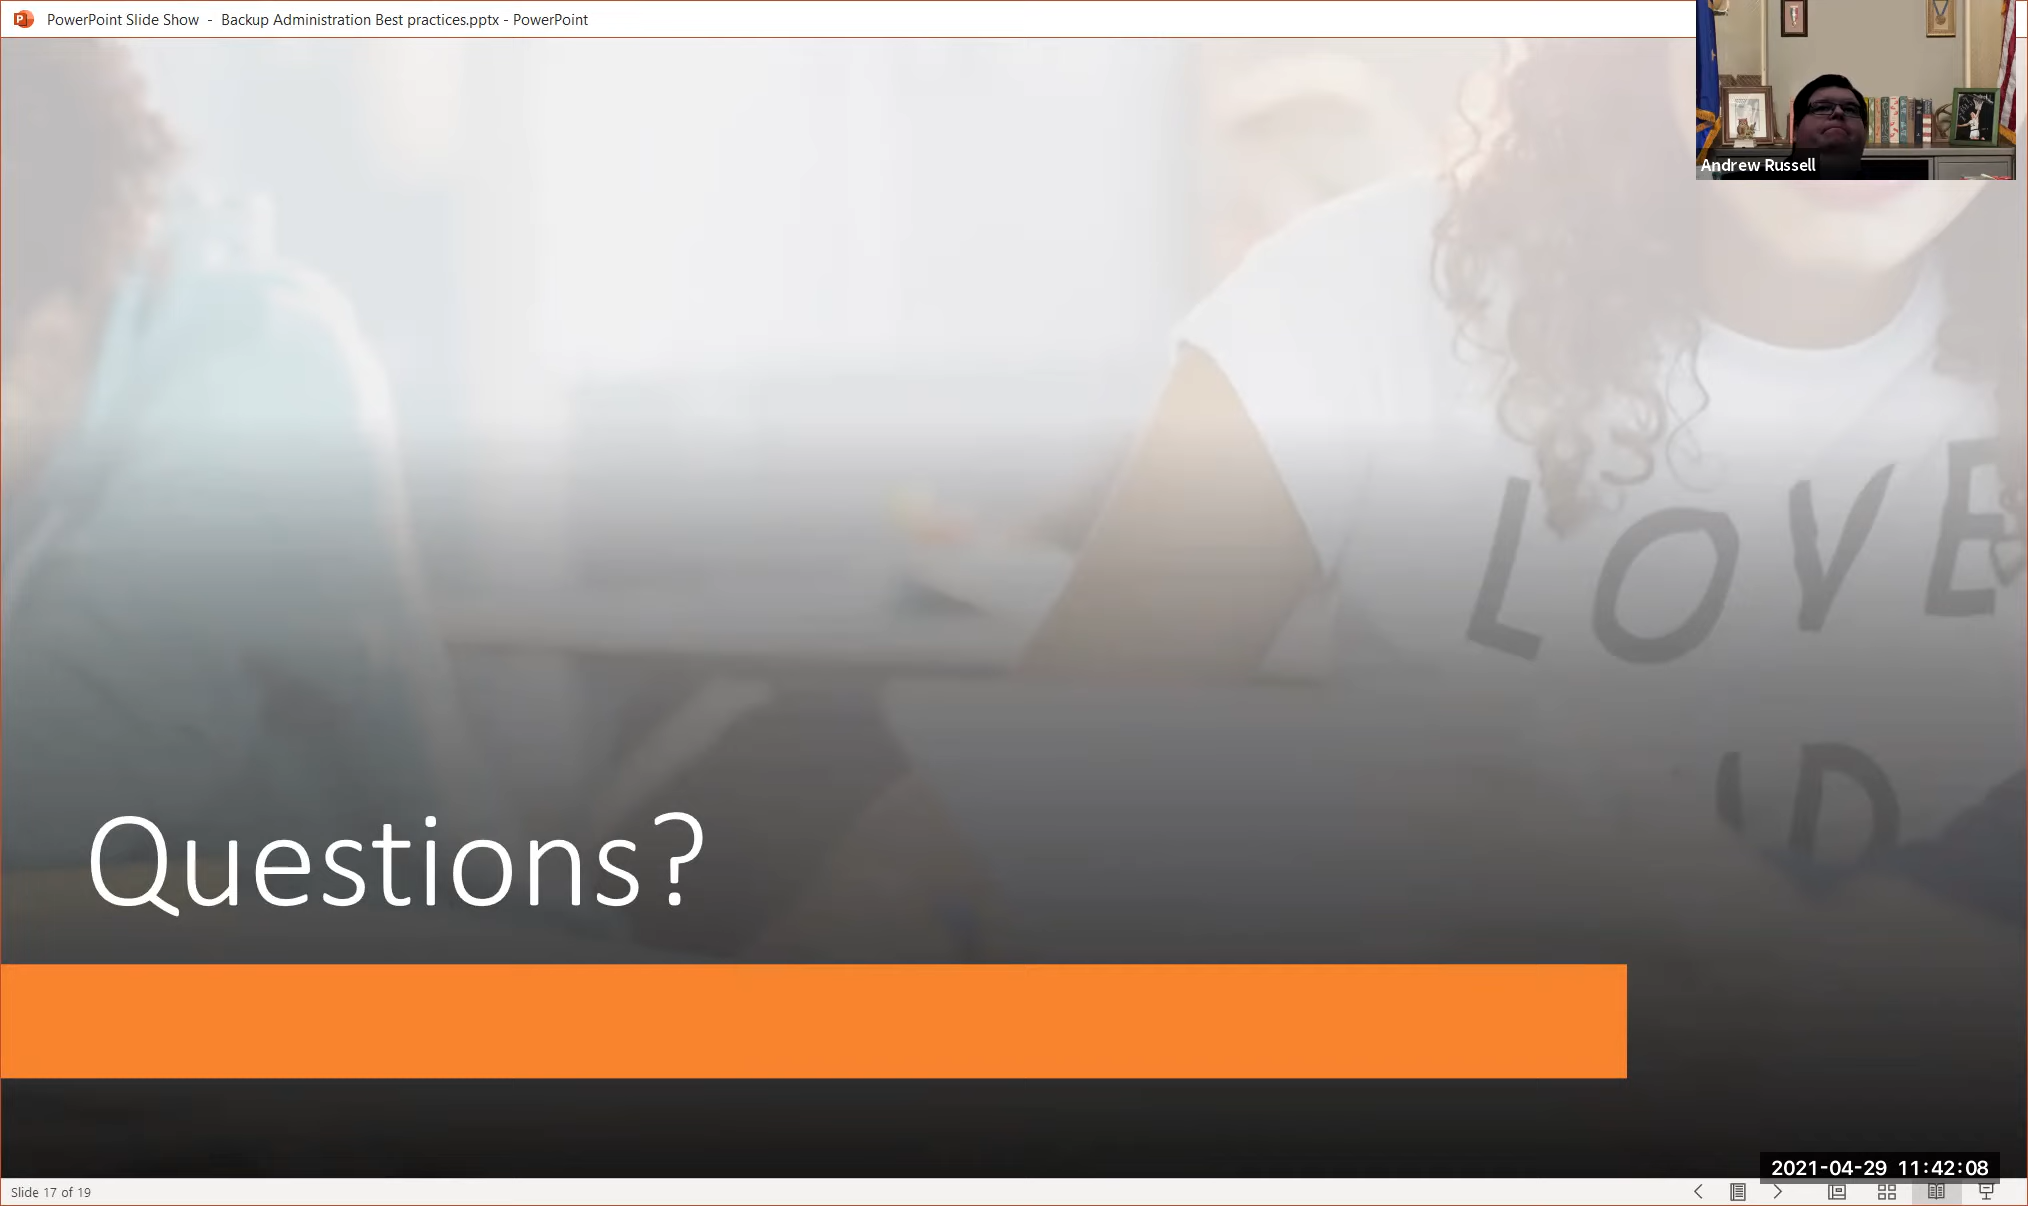 PowerPoint Slide Show - Backup Administration Best practices.pptx - PowerPoint
Andrew Russell
LOVE
'D
Questions?
2021-04-29 11:42:08
Slide 17 of 19